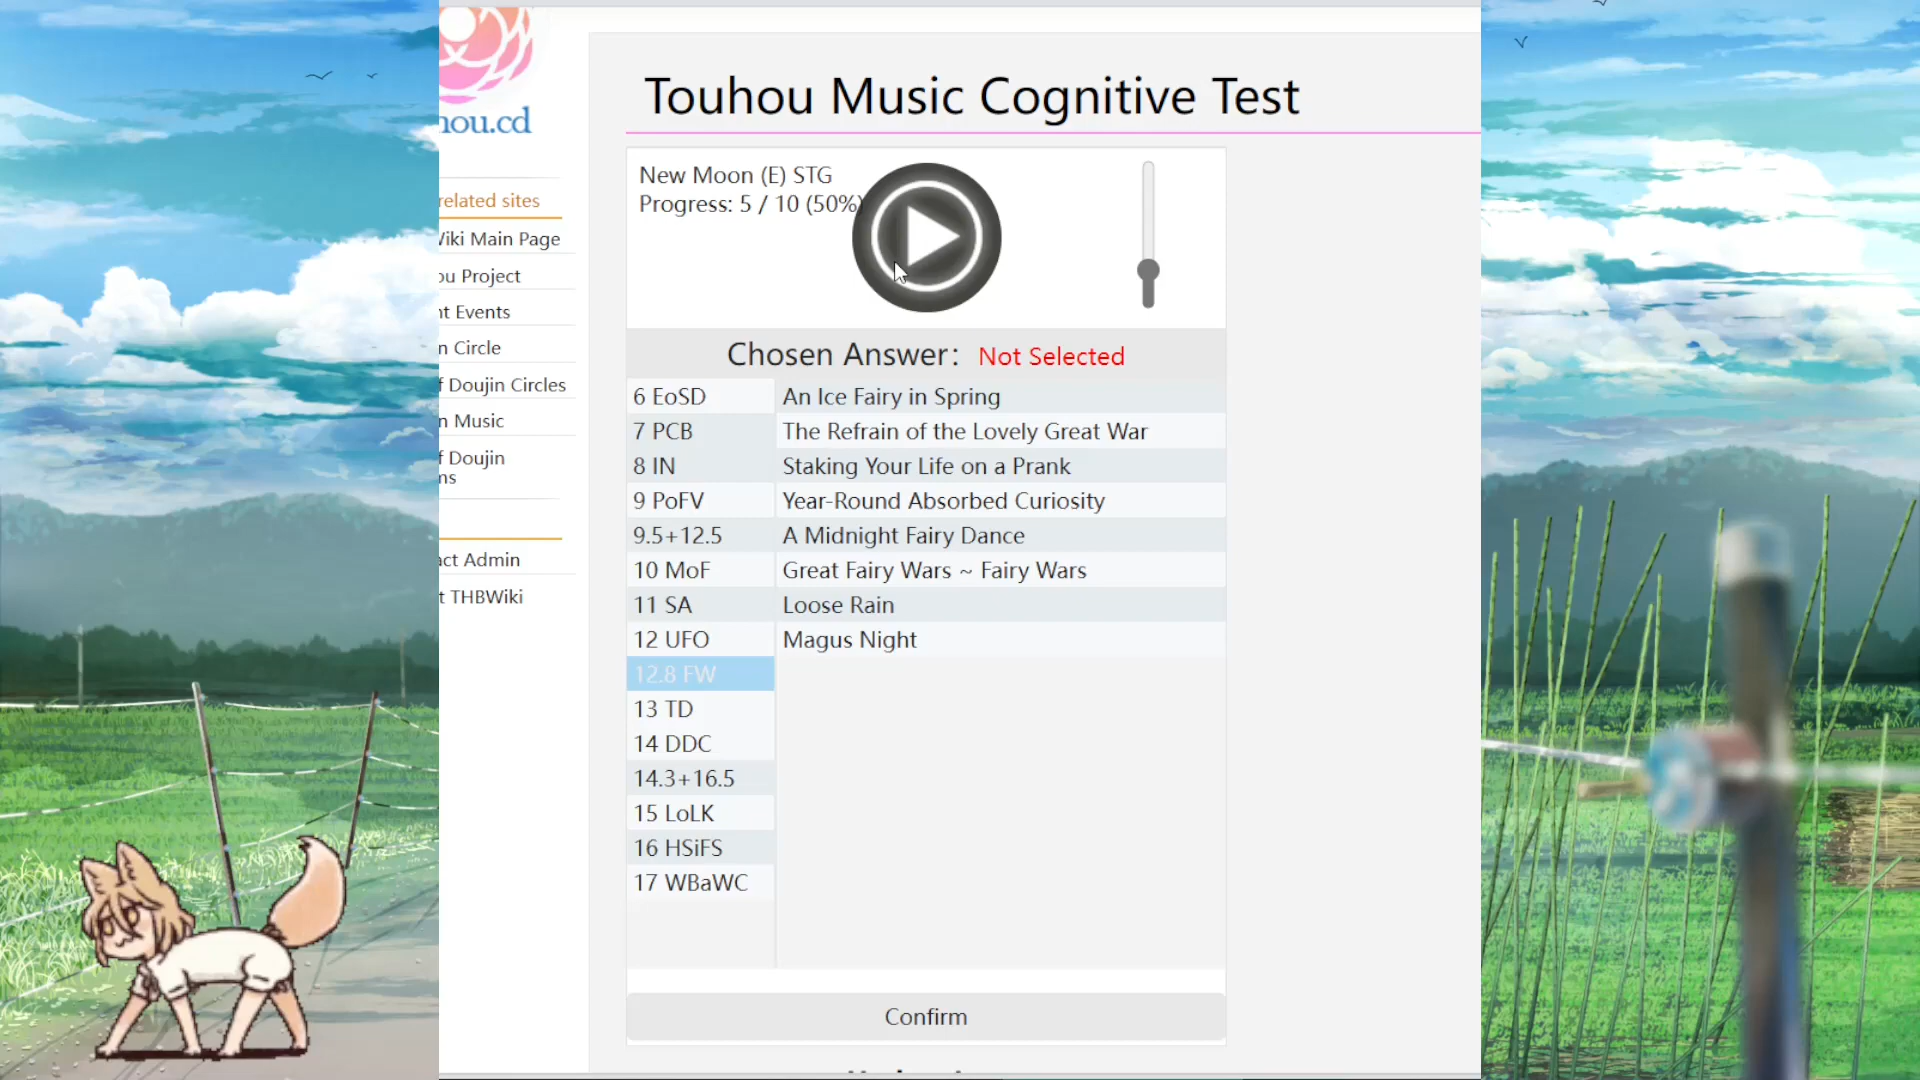 hou.cd
related sites
Wiki Main Page
ou Project
nt Events
n Circle
f Doujin Circles
n Music
f Doujin
ns
act Admin
t THBWiki
Touhou Music Cognitive Test
New Moon (E) STG
Progress: 5 / 10 (50%)
Chosen Answer: Not Selected
6 EoSD
7 PCB
8 IN
9 PoFV
9.5+12.5
10 MoF
11 SA
12 UFO
12.8 FW
13 TD
14 DDC
14.3+16.5
15 LoLK
16 HSiFS
17 WBaWC
An Ice Fairy in Spring
The Refrain of the Lovely Great War
Staking Your Life on a Prank
Year-Round Absorbed Curiosity
A Midnight Fairy Dance
Great Fairy Wars ~ Fairy Wars
Loose Rain
Magus Night
Confirm